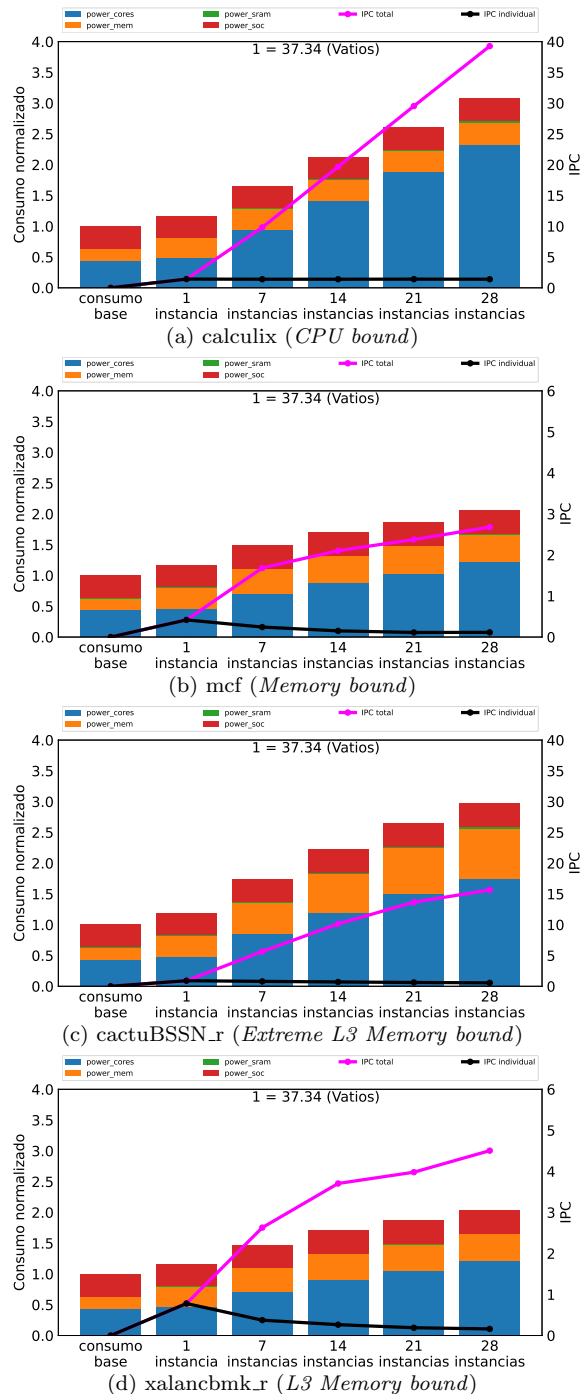 power_cores power_sram IPC total IPC individual
power_mem power_soc
1 = 37.34 (Vatios)
Consumo normalizado
4.0
3.5
3.0
2.5
2.0
1.5
1.0
0.5
0.0
40
35
30
25
20
15
10
5
0
IPC
consumo 1 7 14 21 28
base instancia instancias instancias instancias instancias
(a) calculix (CPU bound)
power_cores power_sram IPC total IPC individual
power_mem power_soc
1 = 37.34 (Vatios)
Consumo normalizado
4.0
3.5
3.0
2.5
2.0
1.5
1.0
0.5
0.0
6
5
4
3
2
1
0
IPC
consumo 1 7 14 21 28
base instancia instancias instancias instancias instancias
(b) mcf (Memory bound)
power_cores power_sram IPC total IPC individual
power_mem power_soc
1 = 37.34 (Vatios)
Consumo normalizado
4.0
3.5
3.0
2.5
2.0
1.5
1.0
0.5
0.0
40
35
30
25
20
15
10
5
0
IPC
consumo 1 7 14 21 28
base instancia instancias instancias instancias instancias
(c) cactuBSSN_r (Extreme L3 Memory bound)
power_cores power_sram IPC total IPC individual
power_mem power_soc
1 = 37.34 (Vatios)
Consumo normalizado
4.0
3.5
3.0
2.5
2.0
1.5
1.0
0.5
0.0
6
5
4
3
2
1
0
IPC
consumo 1 7 14 21 28
base instancia instancias instancias instancias instancias
(d) xalancbmk_r (L3 Memory bound)